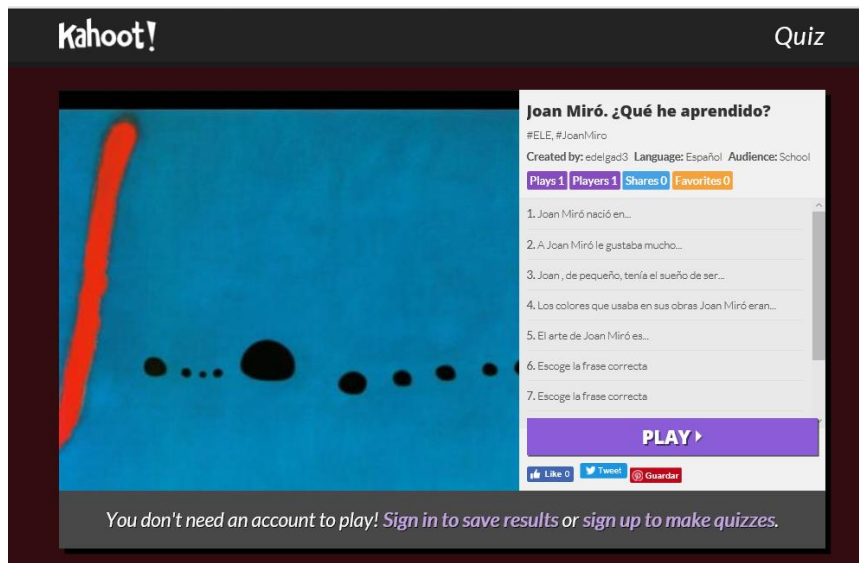 Kahoot!
Quiz
Joan Miró. ¿Qué he aprendido?
#ELE, #JoanMiro
Created by: edelgad3 Language: Español Audience: School
Plays 1 Players 1 Shares 0 Favorites 0
1. Joan Miró nació en...
2. A Joan Miró le gustaba mucho...
3. Joan , de pequeño, tenía el sueño de ser...
4. Los colores que usaba en sus obras Joan Miró eran...
5. El arte de Joan Miró es...
6. Escoge la frase correcta
7. Escoge la frase correcta
PLAY
Like 0 Tweet Guardar
You don't need an account to play! Sign in to save results or sign up to make quizzes.